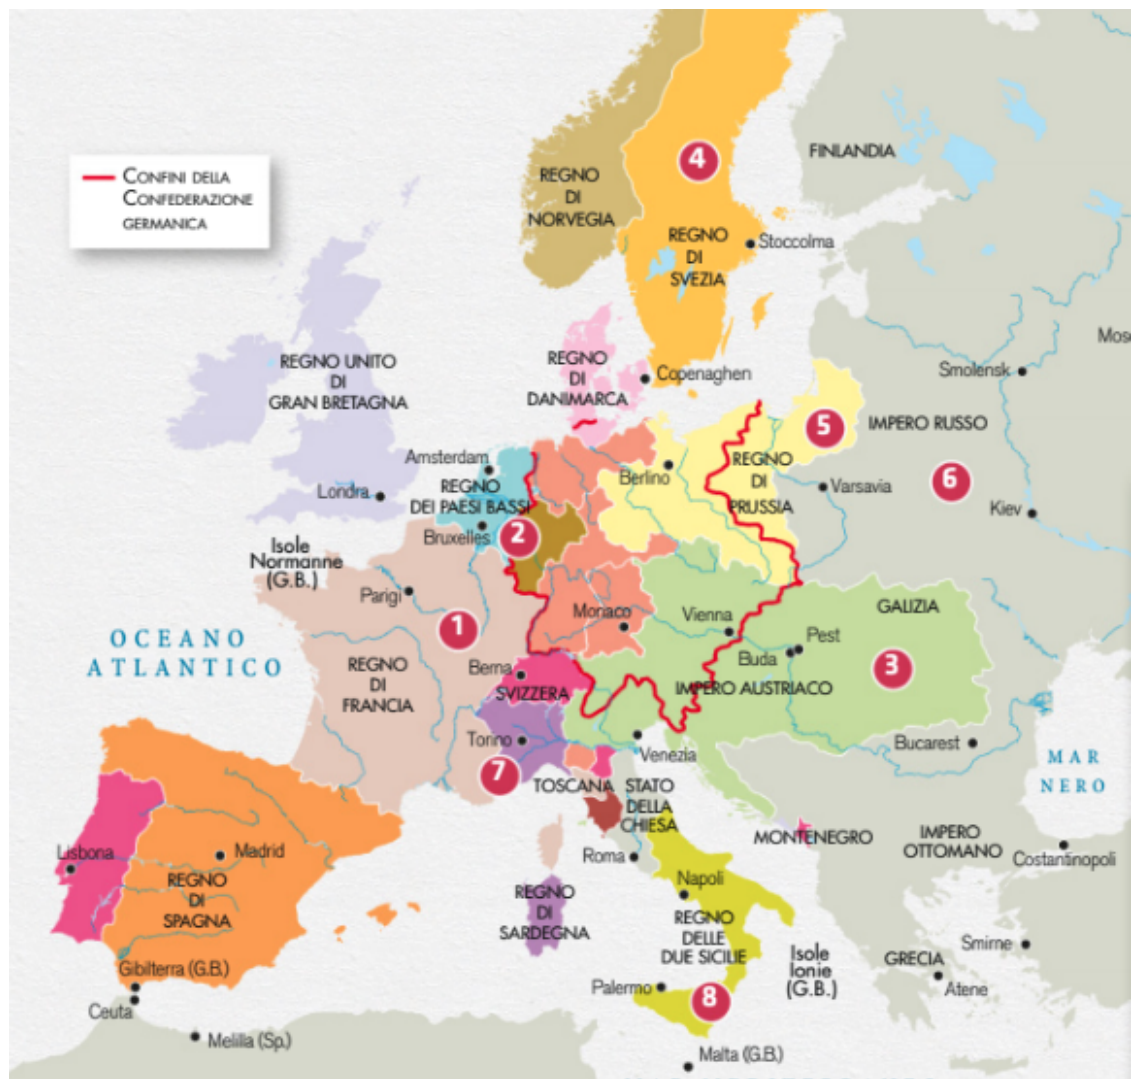 CONFINI DELLA
CONFEDERAZIONE
GERMANICA
4
FINLANDIA
REGNO
DI
NORVEGIA
REGNO
DI
SVEZIA
Stoccolma
REGNO UNITO
DI
GRAN BRETAGNA
REGNO
DI
DANIMARCA
Copenaghen
Smolensk
5
IMPERO RUSSO
Amsterdam
REGNO
DEI PAESI BASSI
Berlino
REGNO
DI
PRUSSIA
Varsavia
6
Kiev
Londra
Bruxelles
2
Isole
Normanne
(G.B.)
Parigi
1
Monaco
Vienna
GALIZIA
OCEANO
ATLANTICO
Pest
Buda
3
REGNO
DI
FRANCIA
Berna
SVIZZERA
IMPERO AUSTRIACO
Torino
Venezia
Bucarest
MAR
NERO
7
TOSCANA
STATO
DELLA
CHIESA
MONTENEGRO
IMPERO
OTTOMANO
Costantinopoli
Lisbona
Madrid
REGNO
DI
SPAGNA
Roma
Napoli
REGNO
DI
SARDEGNA
REGNO
DELLE
DUE SICILIE
Isole
Ionie
(G.B.)
GRECIA
Smirne
Atene
Gibilterra (G.B.)
Ceuta
Melilla (Sp.)
Palermo
8
Malta (G.B.)